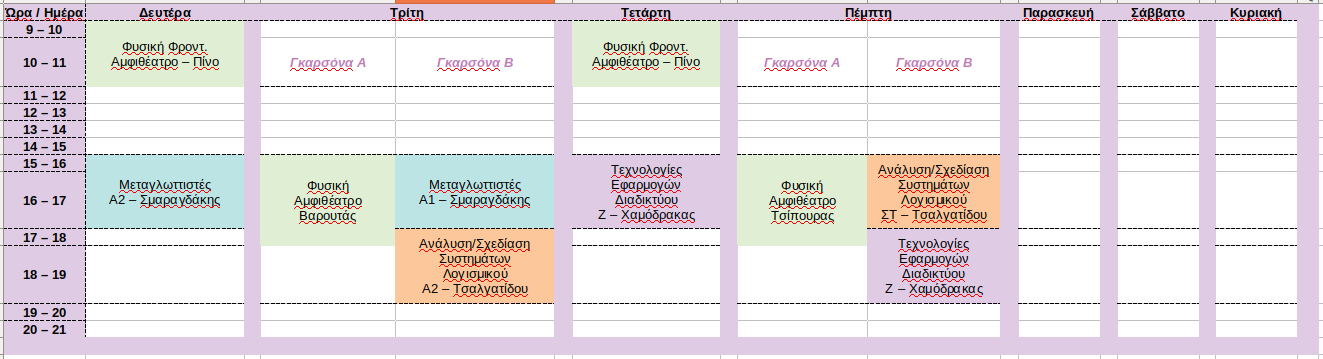 Ώρα / Ημέρα Δευτέρα Τρίτη Τετάρτη Πέμπτη Παρασκευή Σάββατο Κυριακή
9 – 10
Φυσική Φροντ.
Αμφιθέατρο – Πίνο
Φυσική Φροντ.
Αμφιθέατρο – Πίνο
10 – 11
Γκαρσόνα Α
Γκαρσόνα Β
Γκαρσόνα Α
Γκαρσόνα Β
11 – 12
12 – 13
13 – 14
14 – 15
15 – 16
16 – 17
Μεταγλωττιστές
Α2 – Σμαραγδάκης
Φυσική
Αμφιθέατρο
Βαρουτάς
Μεταγλωττιστές
Α1 – Σμαραγδάκης
Τεχνολογίες
Εφαρμογών
Διαδικτύου
Ζ – Χαμόδρακας
Φυσική
Αμφιθέατρο
Τσίπουρας
Ανάλυση/Σχεδίαση
Συστημάτων
Λογισμικού
ΣΤ – Τσαλγατίδου
17 – 18
18 – 19
Ανάλυση/Σχεδίαση
Συστημάτων
Λογισμικού
Α2 – Τσαλγατίδου
Τεχνολογίες
Εφαρμογών
Διαδικτύου
Ζ – Χαμόδρακας
19 – 20
20 – 21